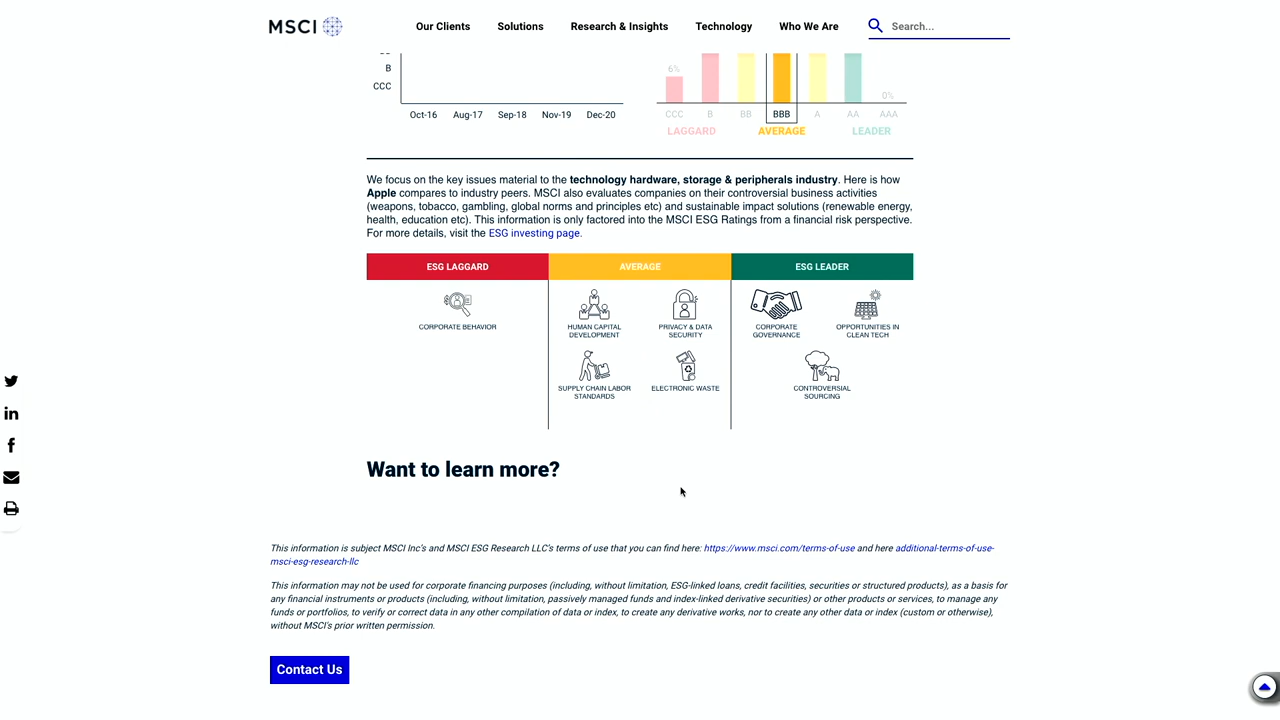 MSCI
Our Clients
Solutions
Research & Insights
Technology
Who We Are
Search...
B
CCC
Oct-16 Aug-17 Sep-18 Nov-19 Dec-20
6%
0%
CCC B BB BBB A AA AAA
LAGGARD AVERAGE LEADER
We focus on the key issues material to the technology hardware, storage & peripherals industry. Here is how
Apple compares to industry peers. MSCI also evaluates companies on their controversial business activities
(weapons, tobacco, gambling, global norms and principles etc) and sustainable impact solutions (renewable energy,
health, education etc). This information is only factored into the MSCI ESG Ratings from a financial risk perspective.
For more details, visit the ESG investing page.
ESG LAGGARD
AVERAGE
ESG LEADER
CORPORATE BEHAVIOR
HUMAN CAPITAL
DEVELOPMENT
PRIVACY & DATA
SECURITY
CORPORATE
GOVERNANCE
OPPORTUNITIES IN
CLEAN TECH
SUPPLY CHAIN LABOR
STANDARDS
ELECTRONIC WASTE
CONTROVERSIAL
SOURCING
Want to learn more?
This information is subject MSCI Inc's and MSCI ESG Research LLC's terms of use that you can find here: https://www.msci.com/terms-of-use and here additional-terms-of-use-
msci-esg-research-llc
This information may not be used for corporate financing purposes (including, without limitation, ESG-linked loans, credit facilities, securities or structured products), as a basis for
any financial instruments or products (including, without limitation, passively managed funds and index-linked derivative securities) or other products or services, to manage any
funds or portfolios, to verify or correct data in any other compilation of data or index, to create any derivative works, nor to create any other data or index (custom or otherwise),
without MSCI's prior written permission.
Contact Us